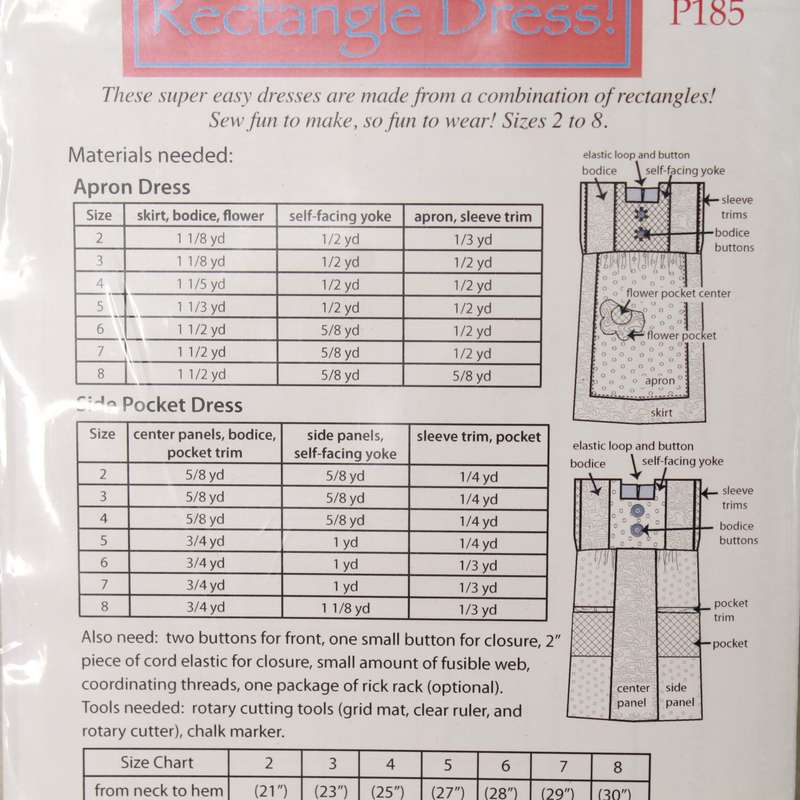 Rectangle Dress!
P185
These super easy dresses are made from a combination of rectangles!
Sew fun to make, so fun to wear! Sizes 2 to 8.
Materials needed:
Apron Dress
Size skirt, bodice, flower self-facing yoke apron, sleeve trim
2 1 1/8 yd 1/2 yd 1/3 yd
3 1 1/8 yd 1/2 yd 1/2 yd
4 1 1/5 yd 1/2 yd 1/2 yd
5 1 1/3 yd 1/2 yd 1/2 yd
6 1 1/2 yd 5/8 yd 1/2 yd
7 1 1/2 yd 5/8 yd 1/2 yd
8 1 1/2 yd 5/8 yd 5/8 yd
elastic loop and button
bodice self-facing yoke
sleeve
trims
bodice
buttons
flower pocket center
flower pocket
apron
skirt
Side Pocket Dress
Size center panels, bodice, side panels, sleeve trim, pocket
pocket trim self-facing yoke
2 5/8 yd 5/8 yd 1/4 yd
3 5/8 yd 5/8 yd 1/4 yd
4 5/8 yd 5/8 yd 1/4 yd
5 3/4 yd 1 yd 1/4 yd
6 3/4 yd 1 yd 1/3 yd
7 3/4 yd 1 yd 1/3 yd
8 3/4 yd 1 1/8 yd 1/3 yd
elastic loop and button
bodice self-facing yoke
sleeve
trims
bodice
buttons
pocket
trim
pocket
center side
panel panel
Also need: two buttons for front, one small button for closure, 2”
piece of cord elastic for closure, small amount of fusible web,
coordinating threads, one package of rick rack (optional).
Tools needed: rotary cutting tools (grid mat, clear ruler, and
rotary cutter), chalk marker.
Size Chart 2 3 4 5 6 7 8
from neck to hem (21”) (23”) (25”) (27”) (28”) (29”) (30”)